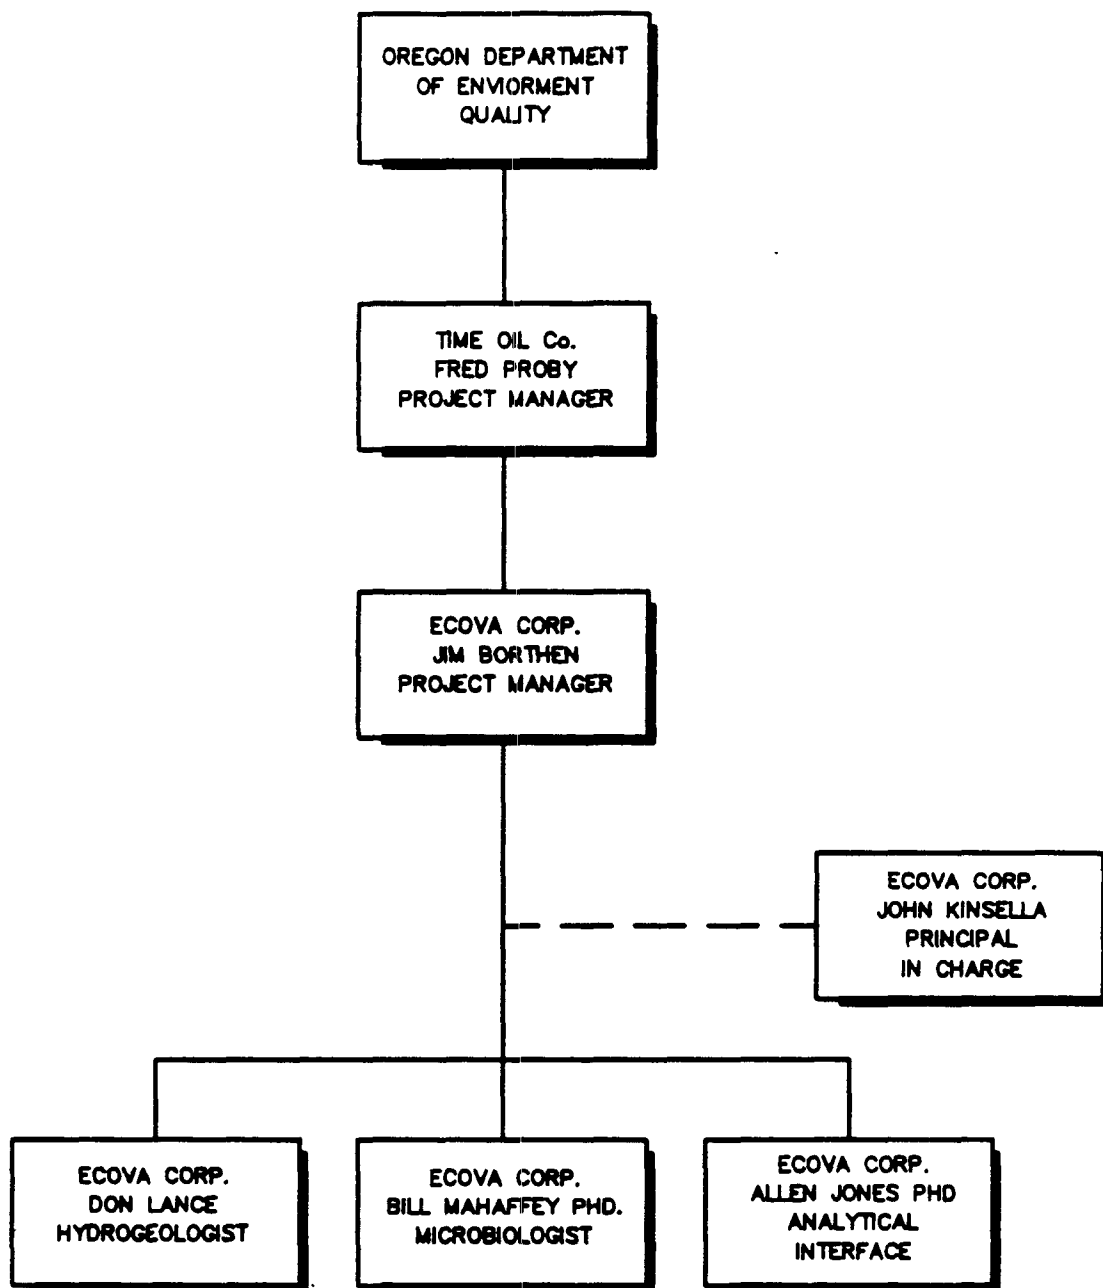 OREGON DEPARTMENT
OF ENVIORMENT
QUALITY
TIME OIL Co.
FRED PROBY
PROJECT MANAGER
ECOVA CORP.
JIM BORTHEN
PROJECT MANAGER
ECOVA CORP.
JOHN KINSELLA
PRINCIPAL
IN CHARGE
ECOVA CORP.
DON LANCE
HYDROGEOLOGIST
ECOVA CORP.
BILL MAHAFFEY PHD.
MICROBIOLOGIST
ECOVA CORP.
ALLEN JONES PHD
ANALYTICAL
INTERFACE